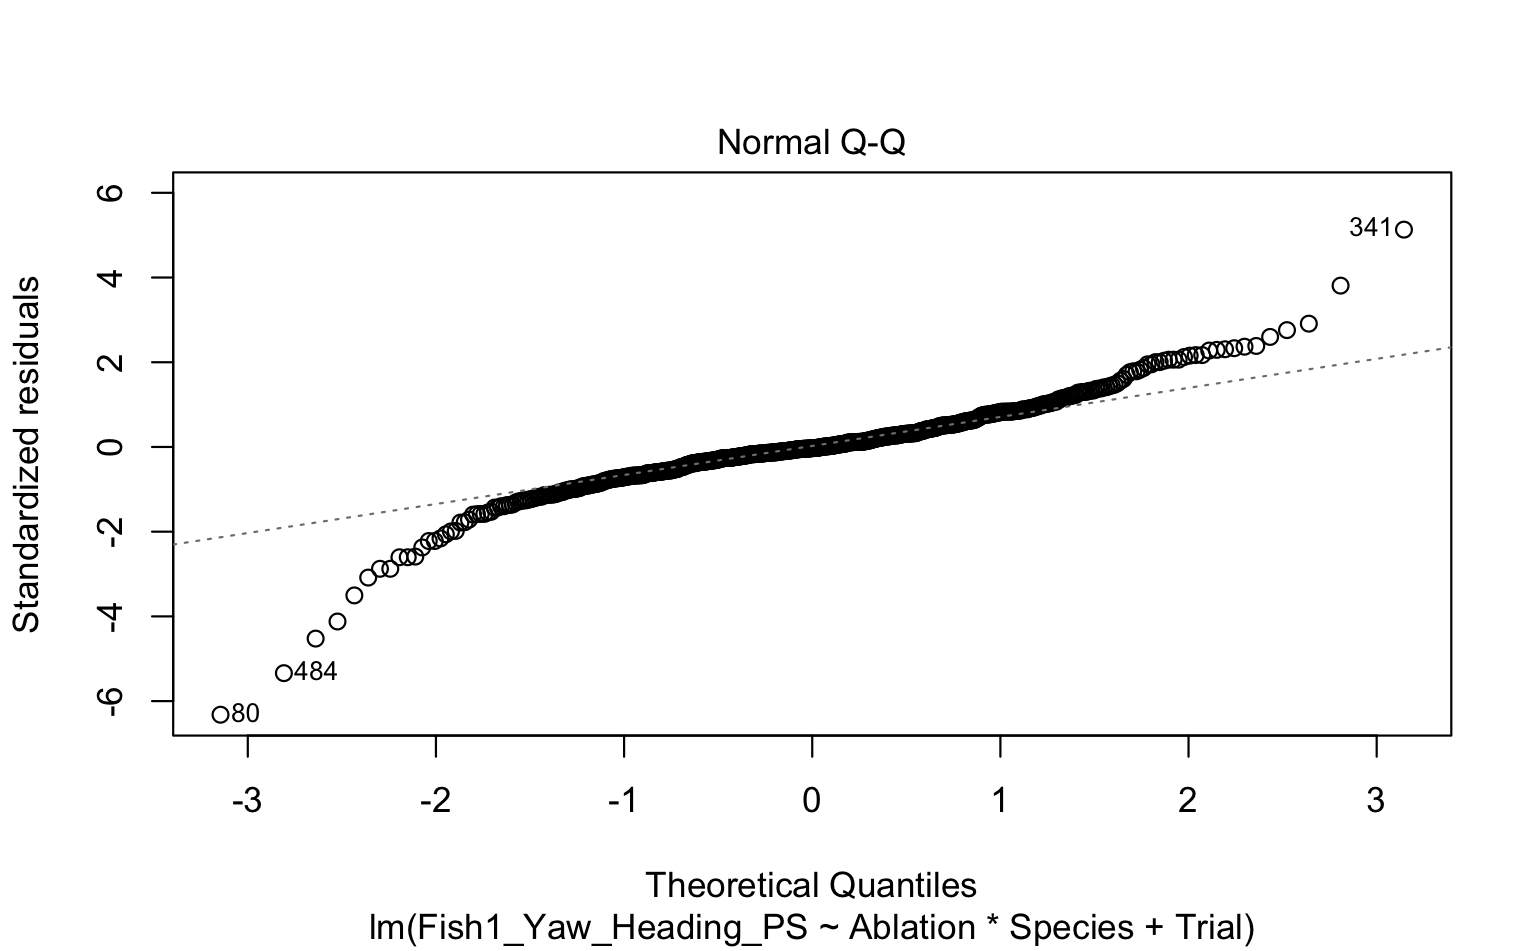 Normal Q-Q
Standardized residuals
6
4
2
0
-2
-4
-6
341
484
80
-3 -2 -1 0 1 2 3
Theoretical Quantiles
lm(Fish1_Yaw_Heading_PS ~ Ablation * Species + Trial)